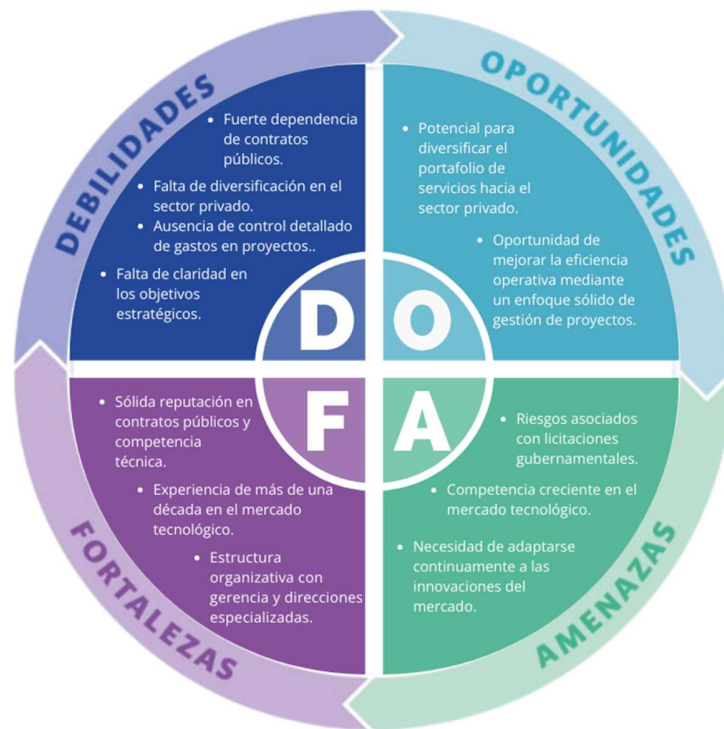 DEBILIDADES
• Fuerte dependencia
de contratos
públicos.
• Falta de diversificación en el
sector privado.
• Ausencia de control detallado
de gastos en proyectos..
• Falta de claridad en
los objetivos
estratégicos.
OPORTUNIDADES
• Potencial para
diversificar el
portafolio de
servicios hacia el
sector privado.
• Oportunidad de
mejorar la eficiencia
operativa mediante
un enfoque sólido de
gestión de proyectos.
D
O
F
A
FORTALEZAS
• Sólida reputación en
contratos públicos y
competencia
técnica.
• Experiencia de más de una
década en el mercado
tecnológico.
• Estructura
organizativa con
gerencia y direcciones
especializadas.
AMENAZAS
• Riesgos asociados
con licitaciones
gubernamentales.
• Competencia creciente en el
mercado tecnológico.
• Necesidad de adaptarse
continuamente a las
innovaciones del
mercado.